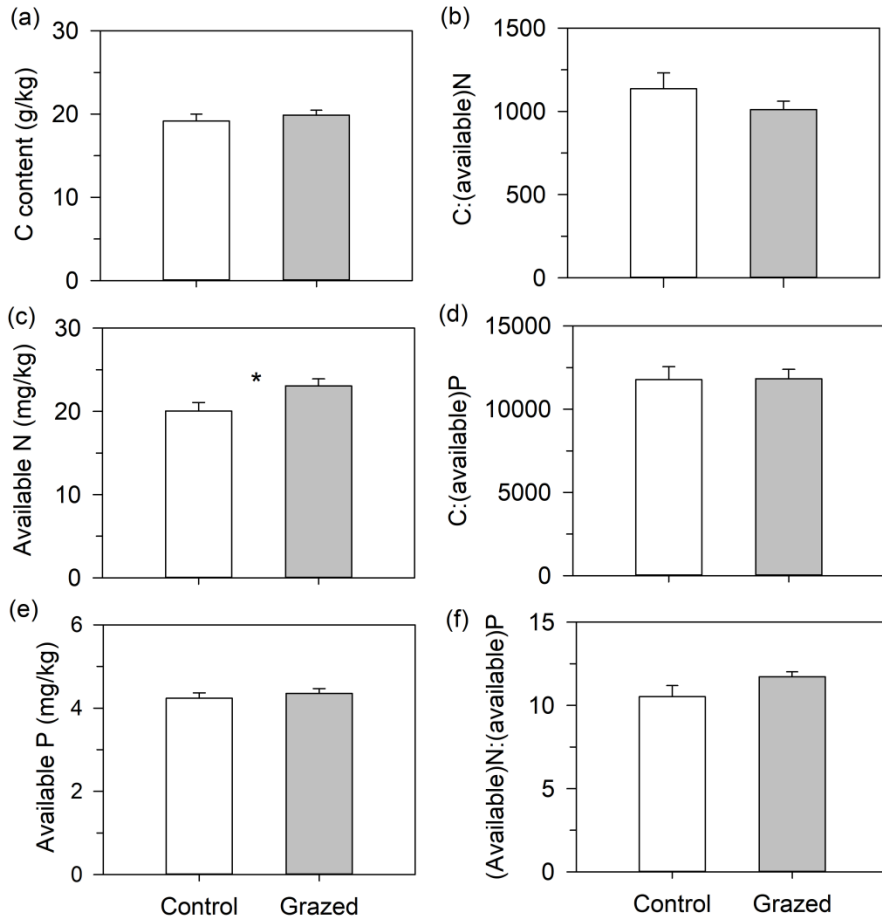 (a)
C content (g/kg)
30
20
10
0
(b)
C:(available)N
1500
1000
500
0
(c)
Available N (mg/kg)
30
20
10
0
*
(d)
C:(available)P
15000
10000
5000
0
(e)
Available P (mg/kg)
6
4
2
0
Control Grazed
(f)
(Available)N:(available)P
15
10
5
0
Control Grazed